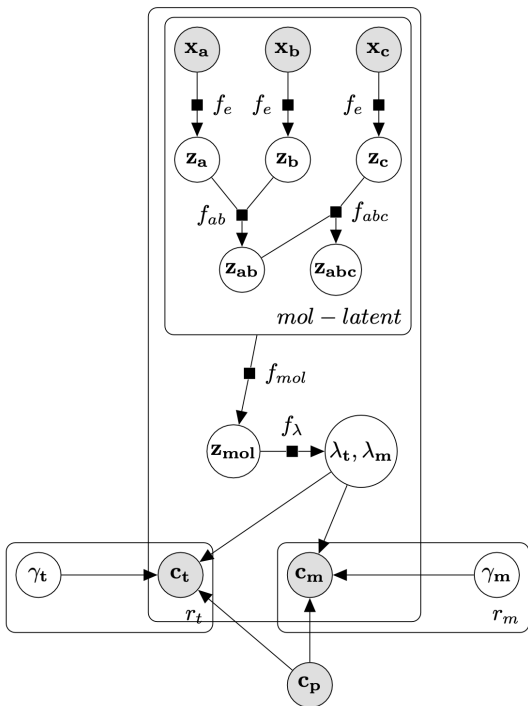 x_a x_b x_c
f_e f_e f_e
z_a z_b z_c
f_ab f_abc
z_ab z_abc
mol − latent
f_mol
f_λ
z_mol λ_t, λ_m
γ_t c_t c_m γ_m
r_t r_m
c_p